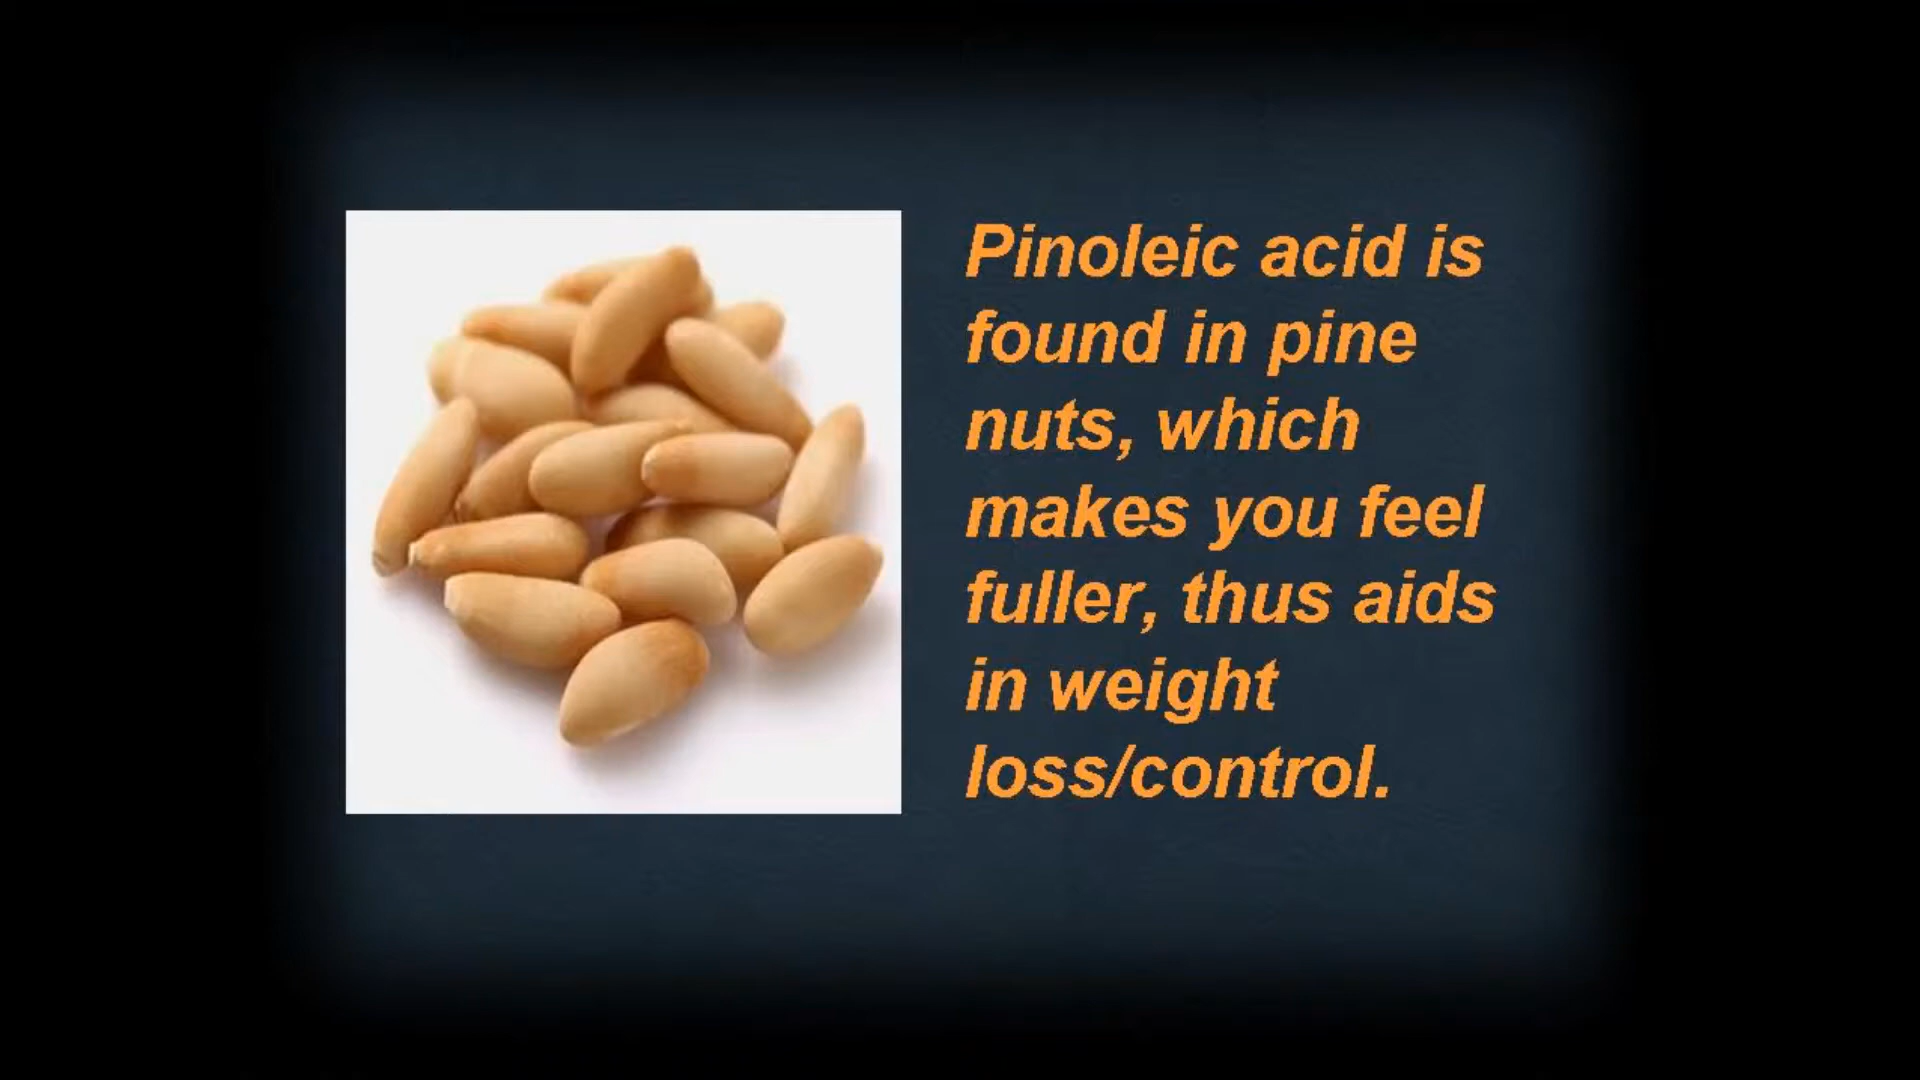 Pinoleic acid is
found in pine
nuts, which
makes you feel
fuller, thus aids
in weight
loss/control.